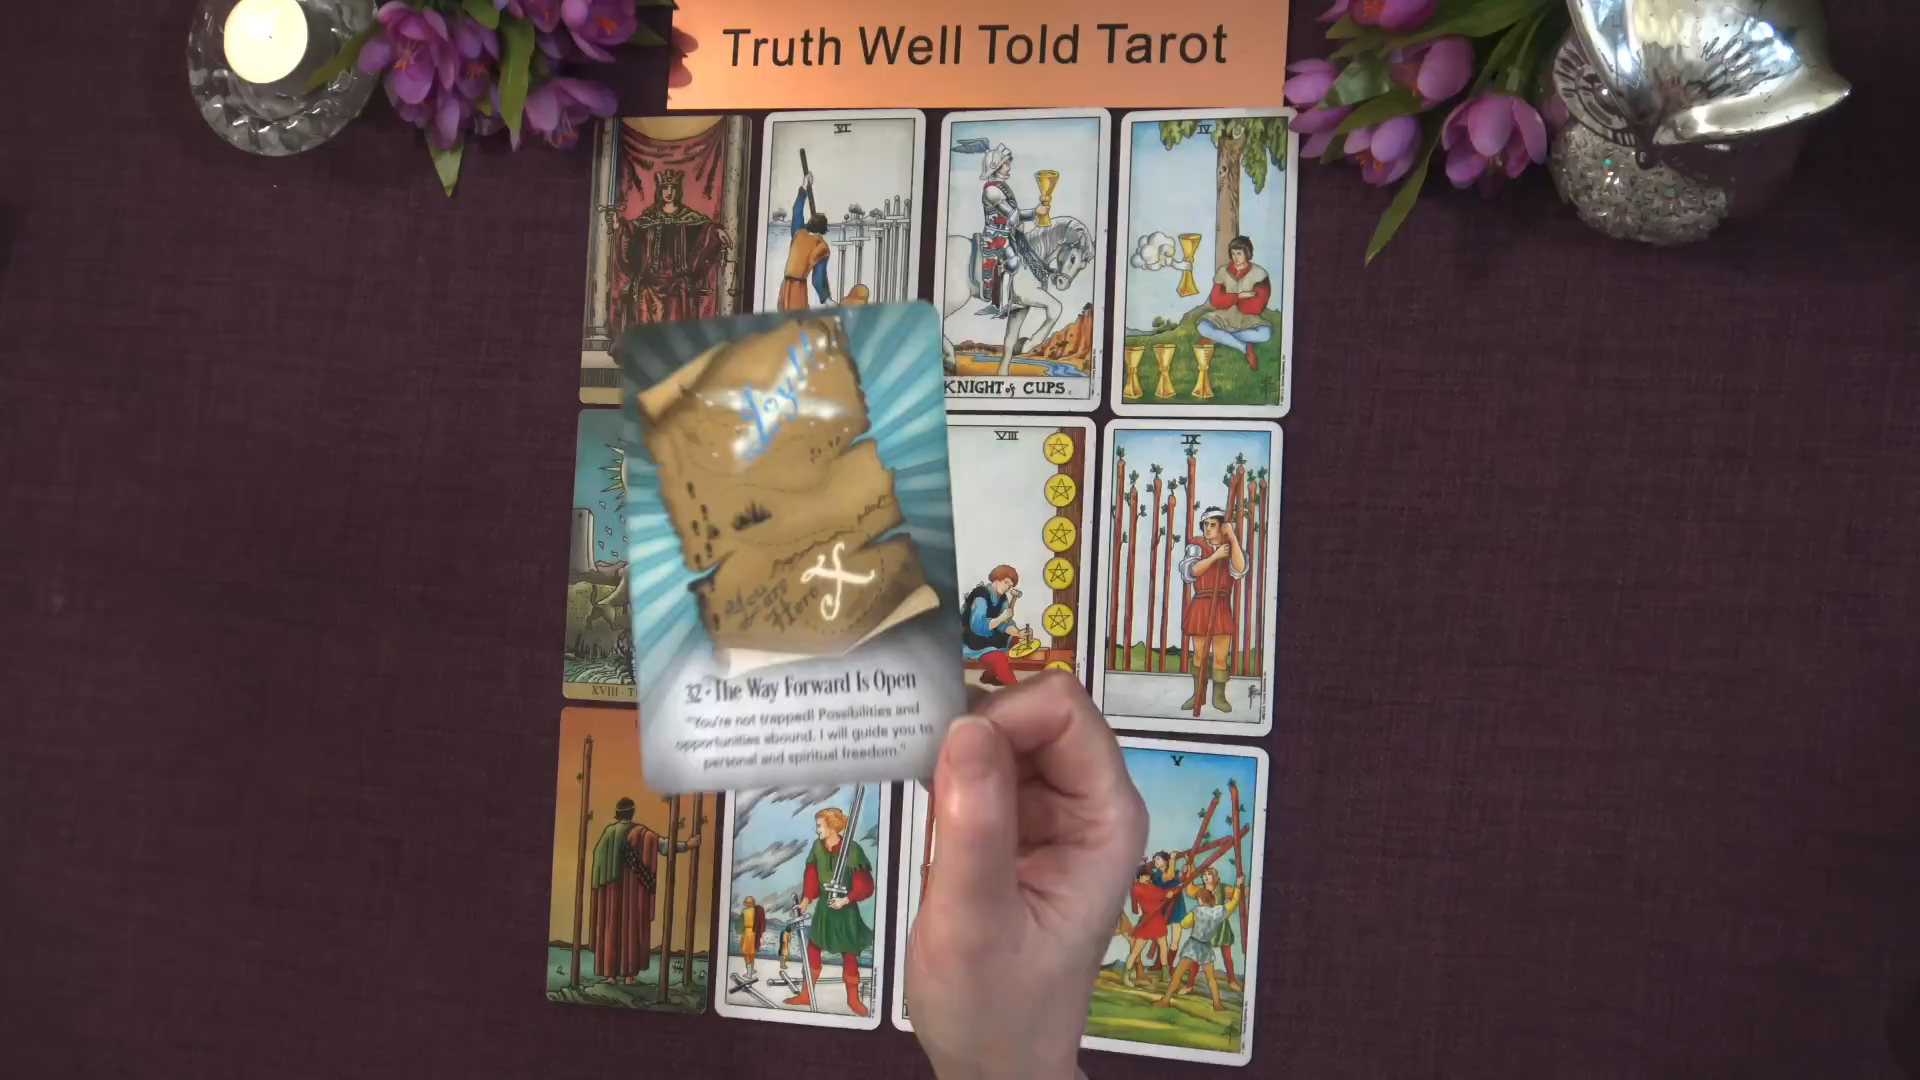 Truth Well Told Tarot
VI
IV
KNIGHT of CUPS.
Joy!!
VIII
IX
You
are
Here
XVIII · T
32 · The Way Forward Is Open
"You're not trapped! Possibilities and
opportunities abound. I will guide you to
personal and spiritual freedom."
V